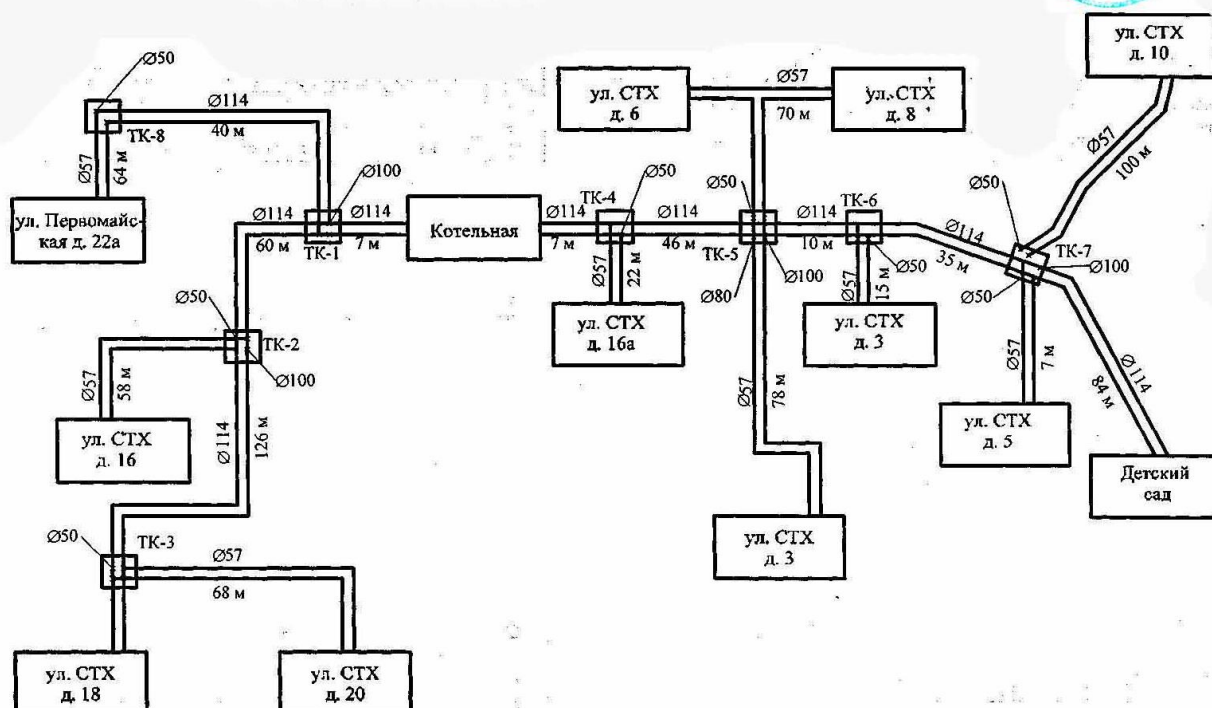 ул. СТХ
д. 10
Ø50
Ø57
ул. СТХ
д. 6
ул. СТХ
д. 8
70 м
Ø114
40 м
ТК-8
Ø57
64 м
Ø57
100 м
ул. Первомайс-
кая д. 22а
Ø100
Ø114
60 м
ТК-1
Ø114
7 м
Котельная
Ø114
7 м
ТК-4
Ø50
Ø114
46 м
Ø50
ТК-5
Ø100
Ø80
Ø114
10 м
ТК-6
Ø50
Ø114
35 м
Ø50
ТК-7
Ø100
Ø50
Ø57
22 м
Ø57
15 м
ул. СТХ
д. 16а
ул. СТХ
д. 3
Ø50
ТК-2
Ø100
Ø57
58 м
Ø57
78 м
Ø57
7 м
Ø114
84 м
ул. СТХ
д. 16
Ø114
126 м
ул. СТХ
д. 5
Детский
сад
Ø50
ТК-3
Ø57
68 м
ул. СТХ
д. 3
ул. СТХ
д. 18
ул. СТХ
д. 20